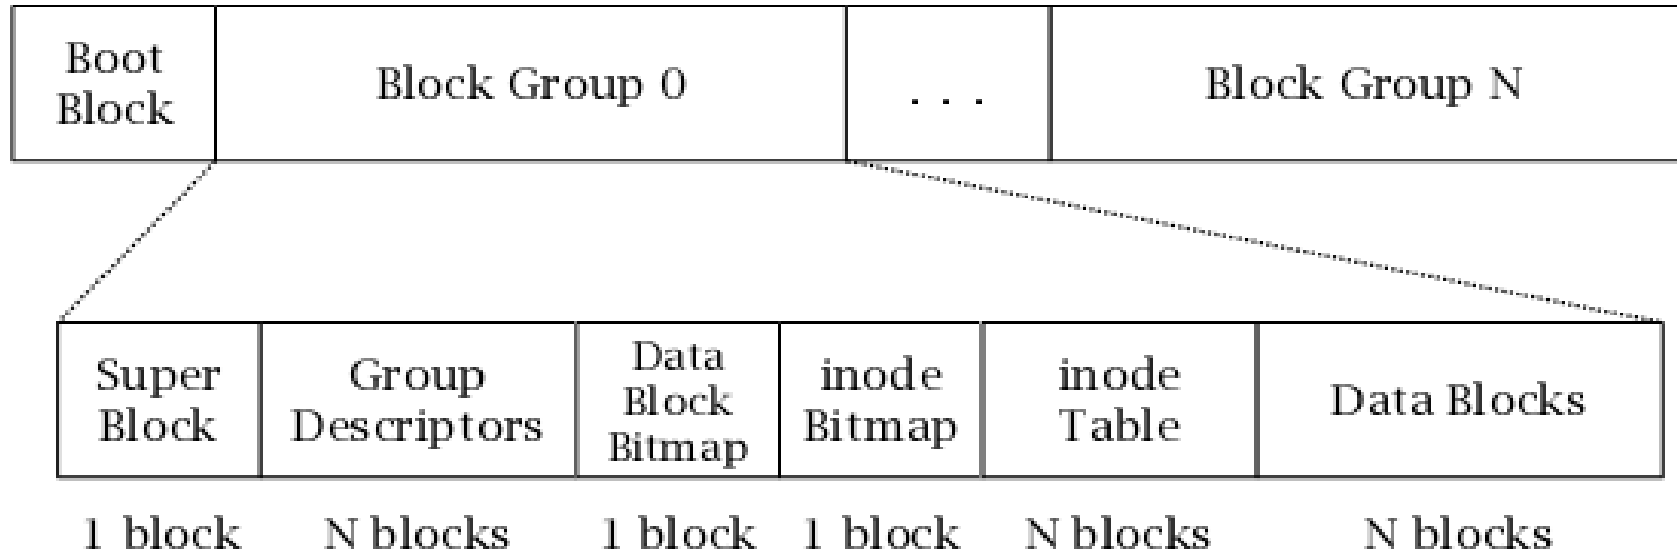 Boot
Block
Block Group 0
. . .
Block Group N
Super
Block
Group
Descriptors
Data
Block
Bitmap
inode
Bitmap
inode
Table
Data Blocks
1 block
N blocks
1 block
1 block
N blocks
N blocks